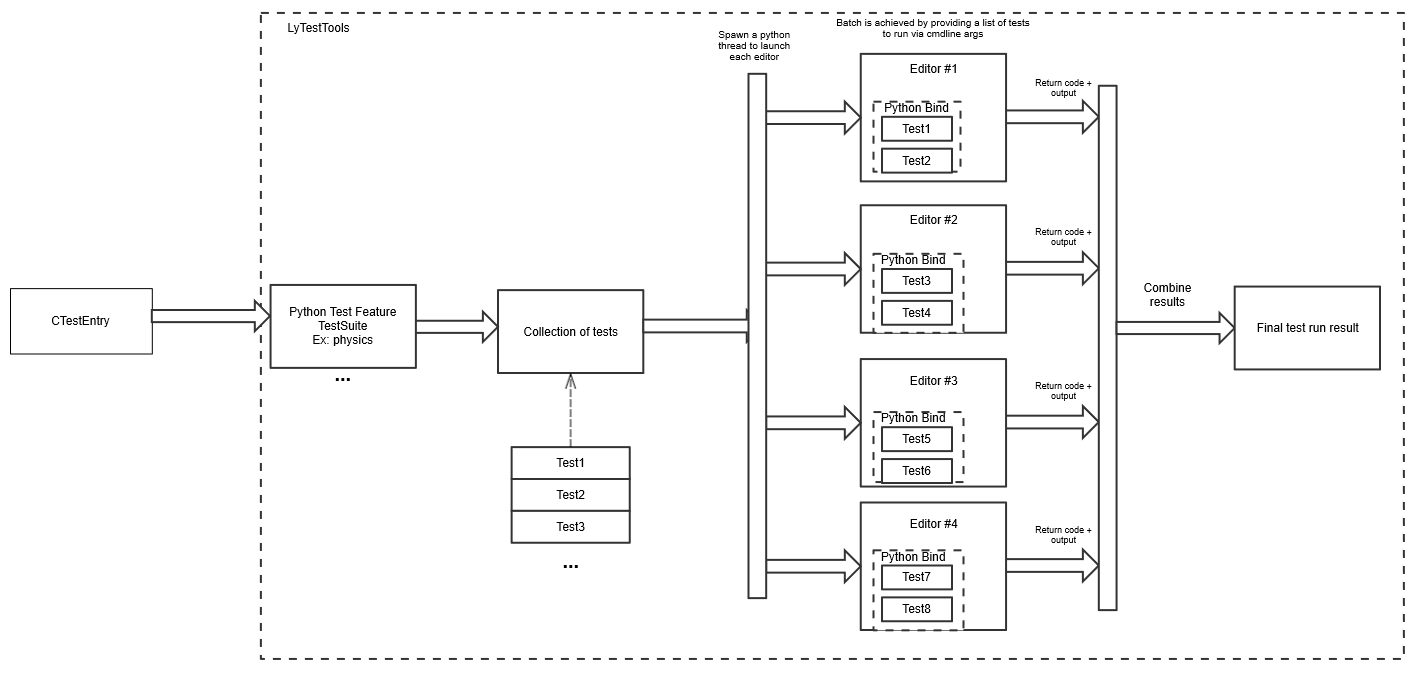 LyTestTools
Batch is achieved by providing a list of tests
to run via cmdline args
Spawn a python
thread to launch
each editor
Editor #1
Python Bind
Test1
Test2
Return code +
output
Editor #2
Python Bind
Test3
Test4
Return code +
output
CTestEntry
Python Test Feature
TestSuite
Ex: physics
...
Collection of tests
Test1
Test2
Test3
...
Editor #3
Python Bind
Test5
Test6
Return code +
output
Editor #4
Python Bind
Test7
Test8
Return code +
output
Combine
results
Final test run result